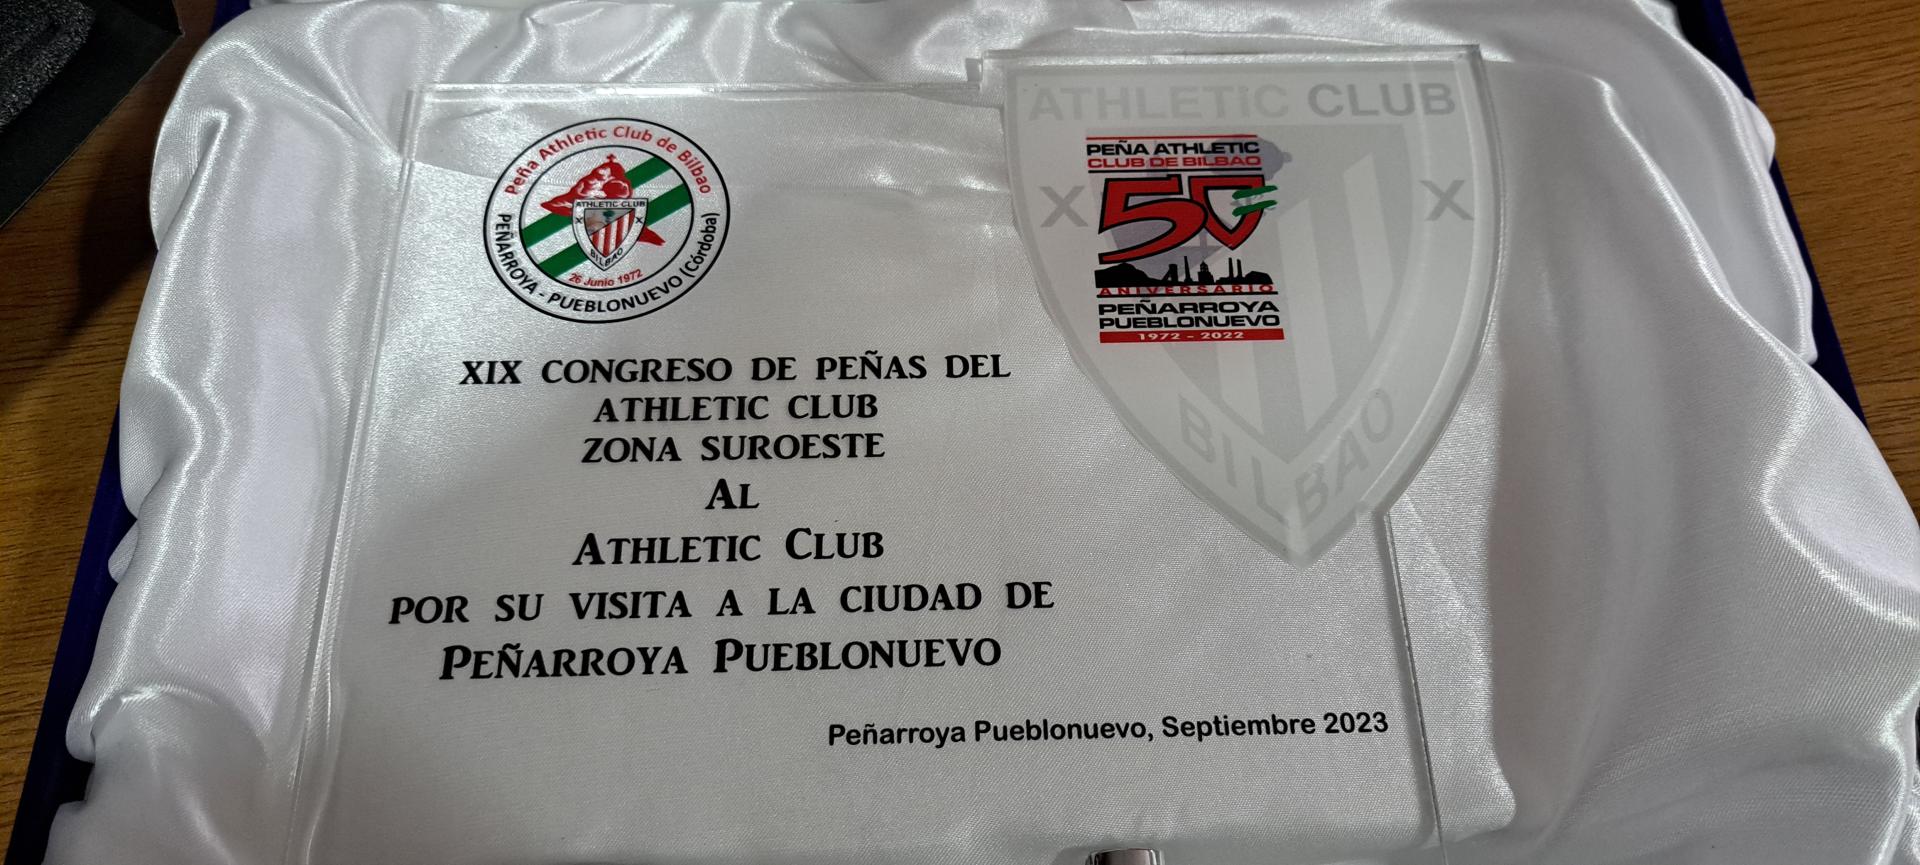 Peña Athletic Club de Bilbao
ATHLETIC CLUB
BILBAO
26 Junio 1972
PEÑARROYA - PUEBLONUEVO (Córdoba)
ATHLETIC CLUB
PEÑA ATHLETIC
CLUB DE BILBAO
50
ANIVERSARIO
PEÑARROYA
PUEBLONUEVO
1972 - 2022
X X
BILBAO
XIX CONGRESO DE PEÑAS DEL
ATHLETIC CLUB
ZONA SUROESTE
AL
ATHLETIC CLUB
POR SU VISITA A LA CIUDAD DE
PEÑARROYA PUEBLONUEVO
Peñarroya Pueblonuevo, Septiembre 2023